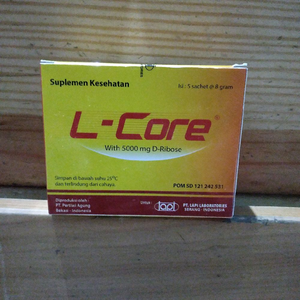 Suplemen Kesehatan
Isi : 5 sachet @ 8 gram
L-Core®
With 5000 mg D-Ribose
Simpan di bawah suhu 25°C
dan terlindung dari cahaya
POM SD 121 242 931
Diproduksi oleh :
PT. Pertiwi Agung
Bekasi - Indonesia
Untuk :
lapi
PT. LAPI LABORATORIES
SERANG - INDONESIA